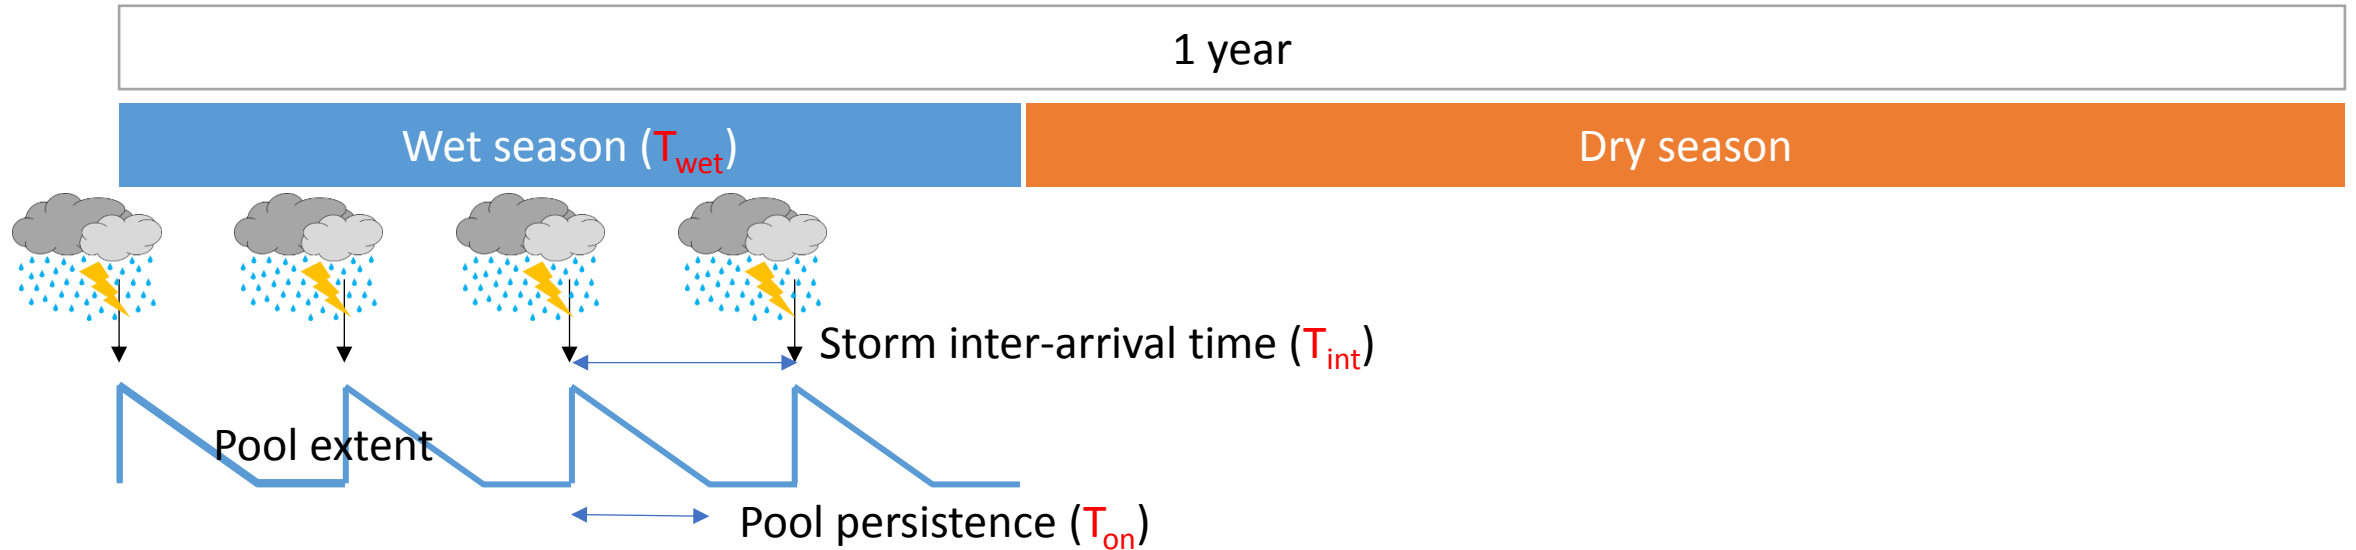 1 year
Wet season (Twet)
Dry season
Storm inter-arrival time (Tint)
Pool extent
Pool persistence (Ton)